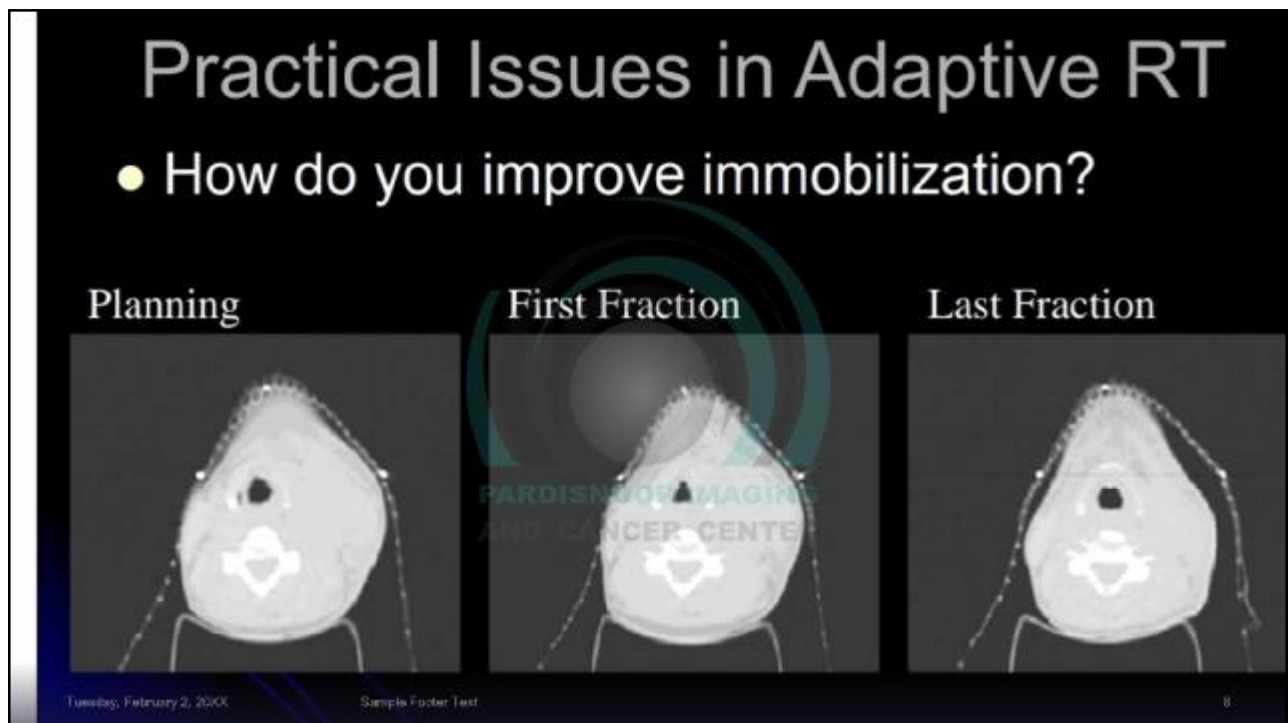 Practical Issues in Adaptive RT
How do you improve immobilization?
Planning
First Fraction
Last Fraction
PARDISNOOR IMAGING
AND CANCER CENTER
Tuesday, February 2, 20XX
Sample Footer Text
8